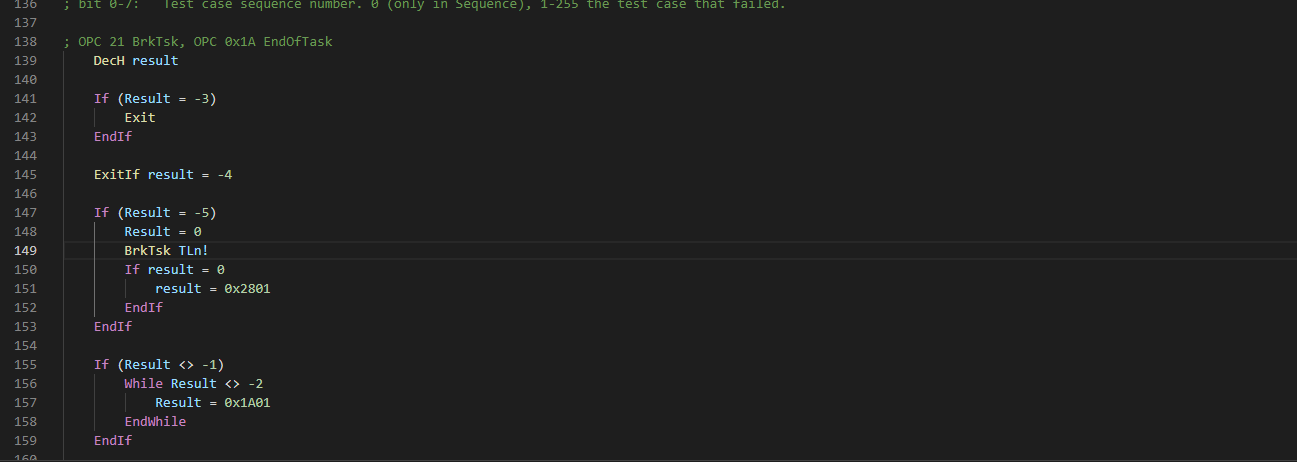 136 ; bit 0-7: Test case sequence number. 0 (only in Sequence), 1-255 the test case that failed.
137
138 ; OPC 21 BrkTsk, OPC 0x1A EndOfTask
139 DecH result
140
141 If (Result = -3)
142 Exit
143 EndIf
144
145 ExitIf result = -4
146
147 If (Result = -5)
148 Result = 0
149 BrkTsk TLn!
150 If result = 0
151 result = 0x2801
152 EndIf
153 EndIf
154
155 If (Result <> -1)
156 While Result <> -2
157 Result = 0x1A01
158 EndWhile
159 EndIf
160